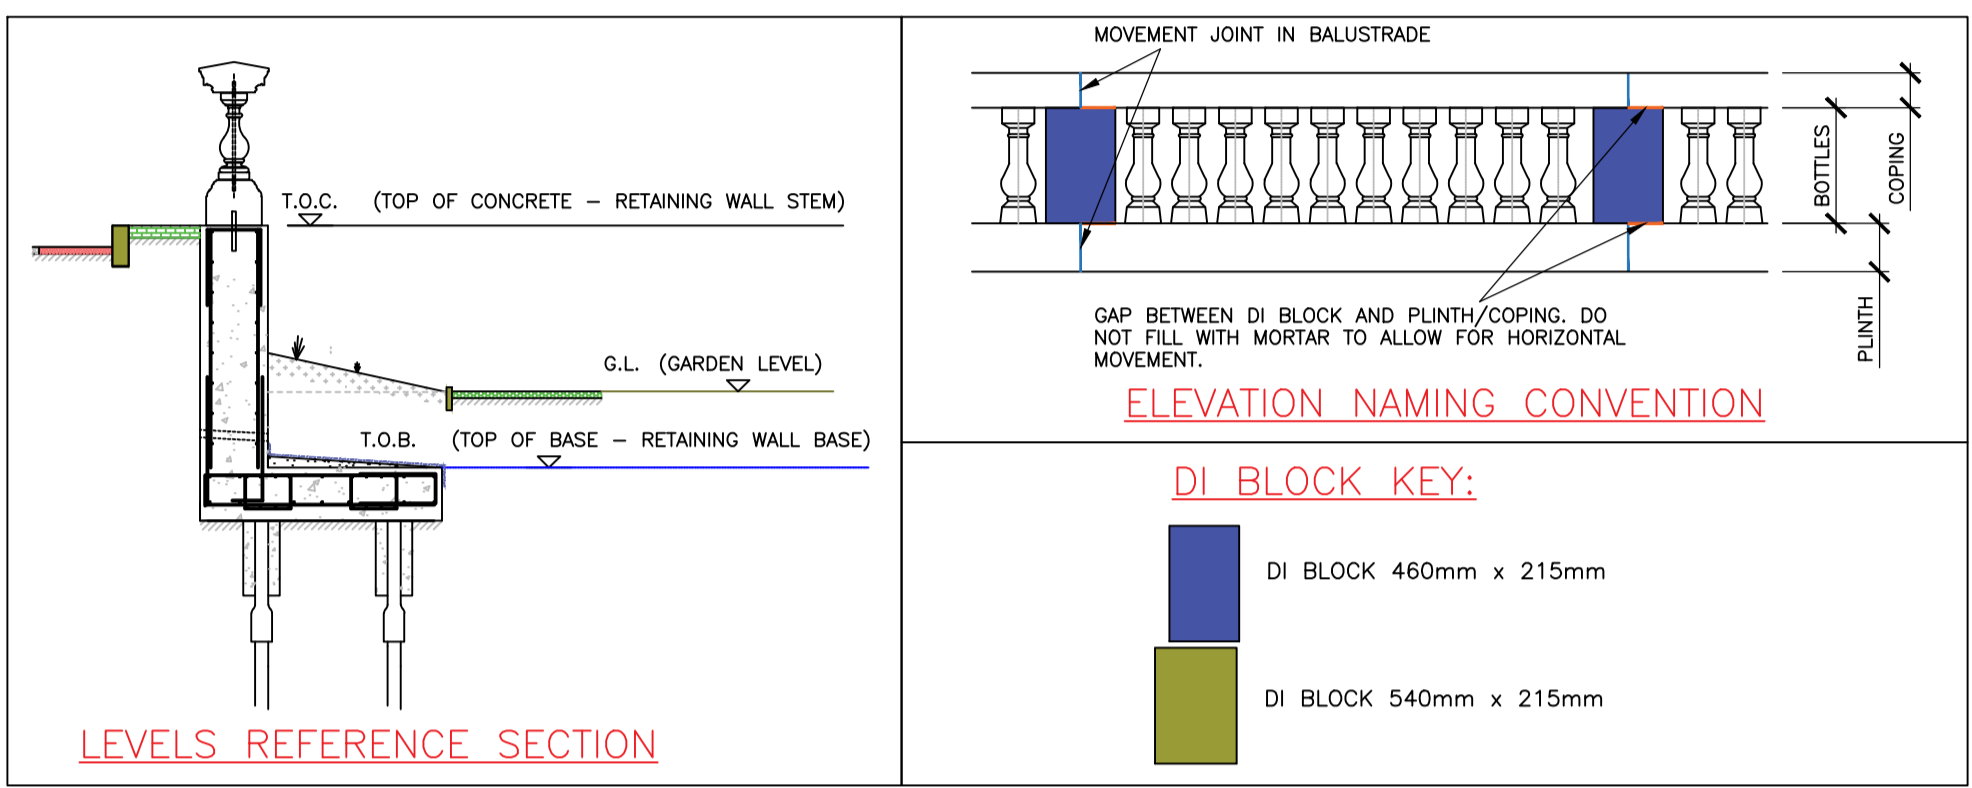 T.O.C. (TOP OF CONCRETE – RETAINING WALL STEM)
G.L. (GARDEN LEVEL)
T.O.B. (TOP OF BASE – RETAINING WALL BASE)
LEVELS REFERENCE SECTION
MOVEMENT JOINT IN BALUSTRADE
BOTTLES
COPING
PLINTH
GAP BETWEEN DI BLOCK AND PLINTH/COPING. DO
NOT FILL WITH MORTAR TO ALLOW FOR HORIZONTAL
MOVEMENT.
ELEVATION NAMING CONVENTION
DI BLOCK KEY:
DI BLOCK 460mm x 215mm
DI BLOCK 540mm x 215mm